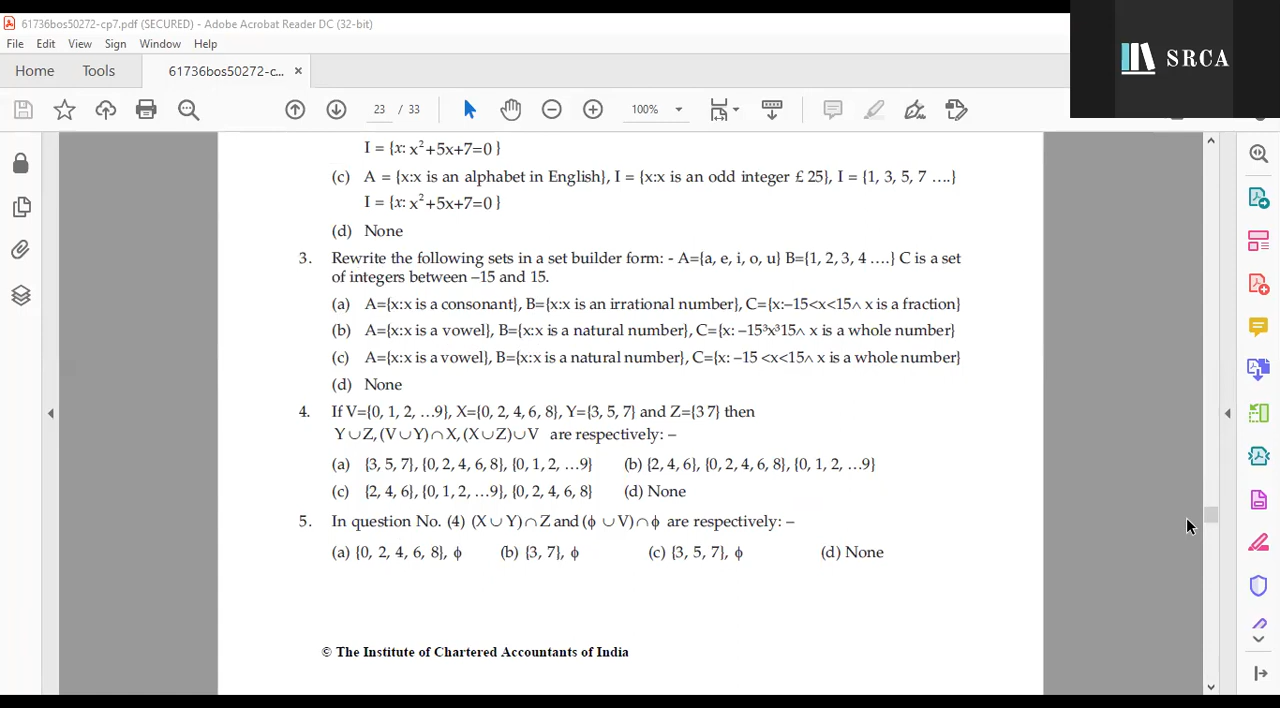 61736bos50272-cp7.pdf (SECURED) - Adobe Acrobat Reader DC (32-bit)
File Edit View Sign Window Help
Home Tools 61736bos50272-c... ×
23 / 33 100%
SRCA
I = {x: x²+5x+7=0 }
(c) A = {x:x is an alphabet in English}, I = {x:x is an odd integer £ 25}, I = {1, 3, 5, 7 ....}
I = {x: x²+5x+7=0 }
(d) None
3. Rewrite the following sets in a set builder form: - A={a, e, i, o, u} B={1, 2, 3, 4 ....} C is a set
of integers between –15 and 15.
(a) A={x:x is a consonant}, B={x:x is an irrational number}, C={x:–15<x<15∧ x is a fraction}
(b) A={x:x is a vowel}, B={x:x is a natural number}, C={x: –15³x³15∧ x is a whole number}
(c) A={x:x is a vowel}, B={x:x is a natural number}, C={x: –15 <x<15∧ x is a whole number}
(d) None
4. If V={0, 1, 2, ...9}, X={0, 2, 4, 6, 8}, Y={3, 5, 7} and Z={3 7} then
Y∪Z, (V∪Y)∩X, (X∪Z)∪V are respectively: –
(a) {3, 5, 7}, {0, 2, 4, 6, 8}, {0, 1, 2, ...9} (b) {2, 4, 6}, {0, 2, 4, 6, 8}, {0, 1, 2, ...9}
(c) {2, 4, 6}, {0, 1, 2, ...9}, {0, 2, 4, 6, 8} (d) None
5. In question No. (4) (X∪Y)∩Z and (ϕ ∪V)∩ϕ are respectively: –
(a) {0, 2, 4, 6, 8}, ϕ (b) {3, 7}, ϕ (c) {3, 5, 7}, ϕ (d) None
© The Institute of Chartered Accountants of India